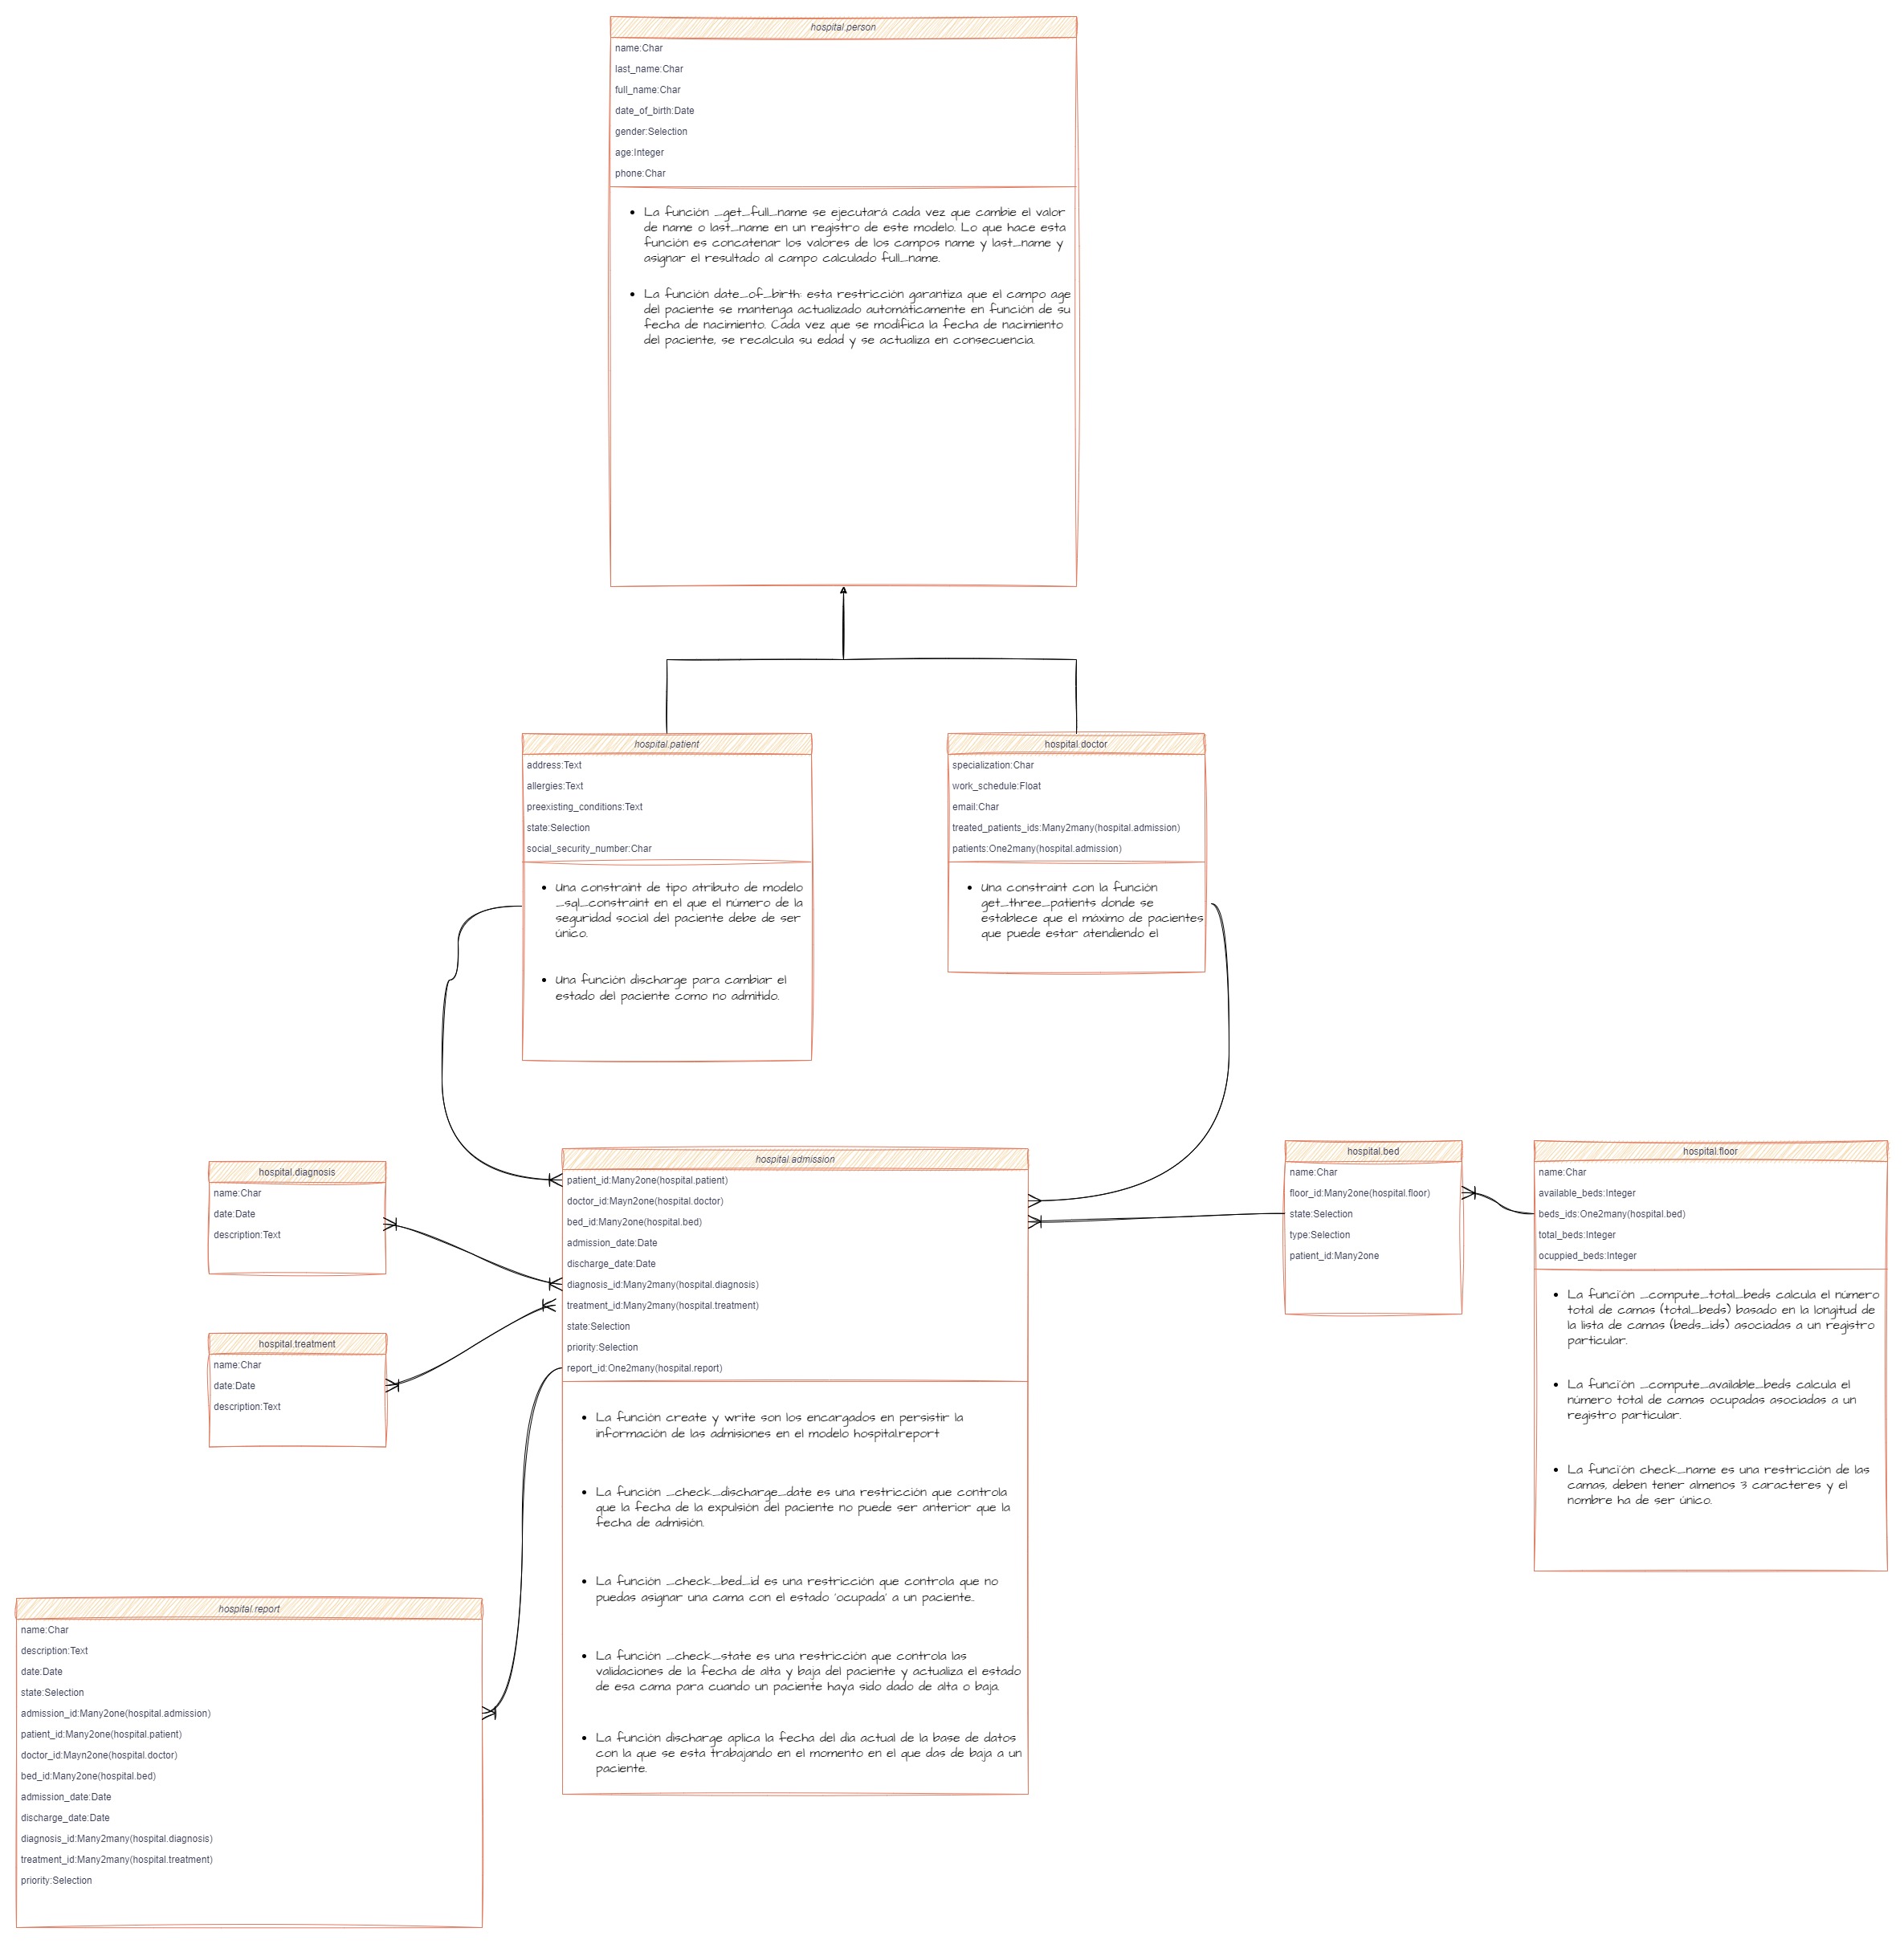 hospital.person
name:Char
last_name:Char
full_name:Char
date_of_birth:Date
gender:Selection
age:Integer
phone:Char
La función _get_full_name se ejecutará cada vez que cambie el valor
de name o last_name en un registro de este modelo. Lo que hace esta
función es concatenar los valores de los campos name y last_name y
asignar el resultado al campo calculado full_name.
La función date_of_birth: esta restricción garantiza que el campo age
del paciente se mantenga actualizado automáticamente en función de su
fecha de nacimiento. Cada vez que se modifica la fecha de nacimiento
del paciente, se recalcula su edad y se actualiza en consecuencia.
hospital.patient
address:Text
allergies:Text
preexisting_conditions:Text
state:Selection
social_security_number:Char
Una constraint de tipo atributo de modelo
_sql_constraint en el que el número de la
seguridad social del paciente debe de ser
único.
Una función discharge para cambiar el
estado del paciente como no admitido.
hospital.doctor
specialization:Char
work_schedule:Float
email:Char
treated_patients_ids:Many2many(hospital.admission)
patients:One2many(hospital.admission)
Una constraint con la función
get_three_patients donde se
establece que el máximo de pacientes
que puede estar atendiendo el
hospital.diagnosis
name:Char
date:Date
description:Text
hospital.treatment
name:Char
date:Date
description:Text
hospital.admission
patient_id:Many2one(hospital.patient)
doctor_id:Mayn2one(hospital.doctor)
bed_id:Many2one(hospital.bed)
admission_date:Date
discharge_date:Date
diagnosis_id:Many2many(hospital.diagnosis)
treatment_id:Many2many(hospital.treatment)
state:Selection
priority:Selection
report_id:One2many(hospital.report)
La función create y write son los encargados en persistir la
información de las admisiones en el modelo hospital.report
La función _check_discharge_date es una restricción que controla
que la fecha de la expulsión del paciente no puede ser anterior que la
fecha de admisión.
La función _check_bed_id es una restricción que controla que no
puedas asignar una cama con el estado 'ocupada' a un paciente..
La función _check_state es una restricción que controla las
validaciones de la fecha de alta y baja del paciente y actualiza el estado
de esa cama para cuando un paciente haya sido dado de alta o baja.
La función discharge aplica la fecha del día actual de la base de datos
con la que se esta trabajando en el momento en el que das de baja a un
paciente.
hospital.bed
name:Char
floor_id:Many2one(hospital.floor)
state:Selection
type:Selection
patient_id:Many2one
hospital.floor
name:Char
available_beds:Integer
beds_ids:One2many(hospital.bed)
total_beds:Integer
ocuppied_beds:Integer
La funci´ón _compute_total_beds calcula el número
total de camas (total_beds) basado en la longitud de
la lista de camas (beds_ids) asociadas a un registro
particular.
La funci´ón _compute_available_beds calcula el
número total de camas ocupadas asociadas a un
registro particular.
La funci´ón check_name es una restricción de las
camas, deben tener almenos 3 caracteres y el
nombre ha de ser único.
hospital.report
name:Char
description:Text
date:Date
state:Selection
admission_id:Many2one(hospital.admission)
patient_id:Many2one(hospital.patient)
doctor_id:Mayn2one(hospital.doctor)
bed_id:Many2one(hospital.bed)
admission_date:Date
discharge_date:Date
diagnosis_id:Many2many(hospital.diagnosis)
treatment_id:Many2many(hospital.treatment)
priority:Selection